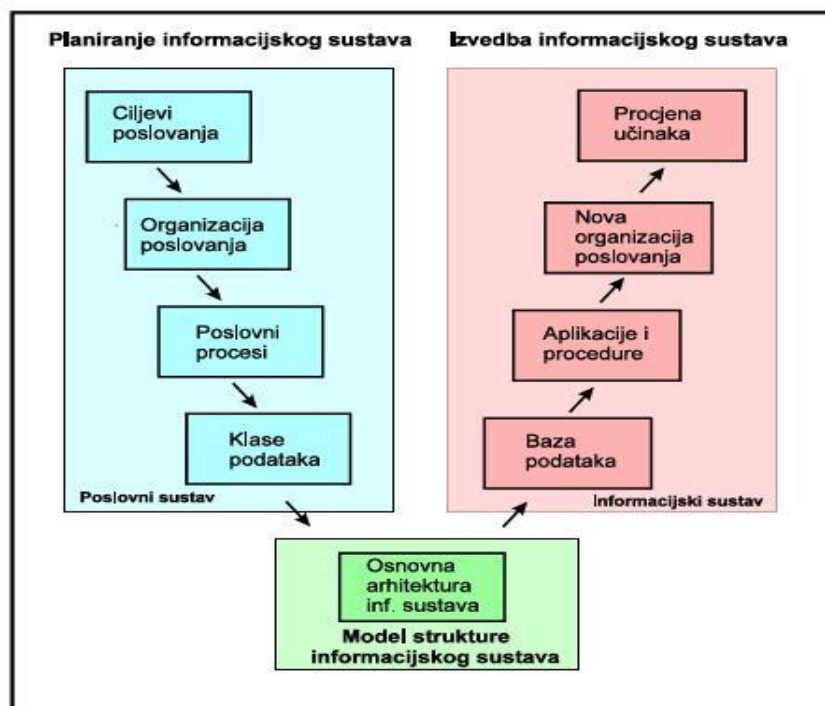 Planiranje informacijskog sustava
Izvedba informacijskog sustava
Ciljevi
poslovanja
Organizacija
poslovanja
Poslovni
procesi
Klase
podataka
Poslovni sustav
Procjena
učinaka
Nova
organizacija
poslovanja
Aplikacije i
procedure
Baza
podataka
Informacijski sustav
Osnovna
arhitektura
inf. sustava
Model strukture
informacijskog sustava